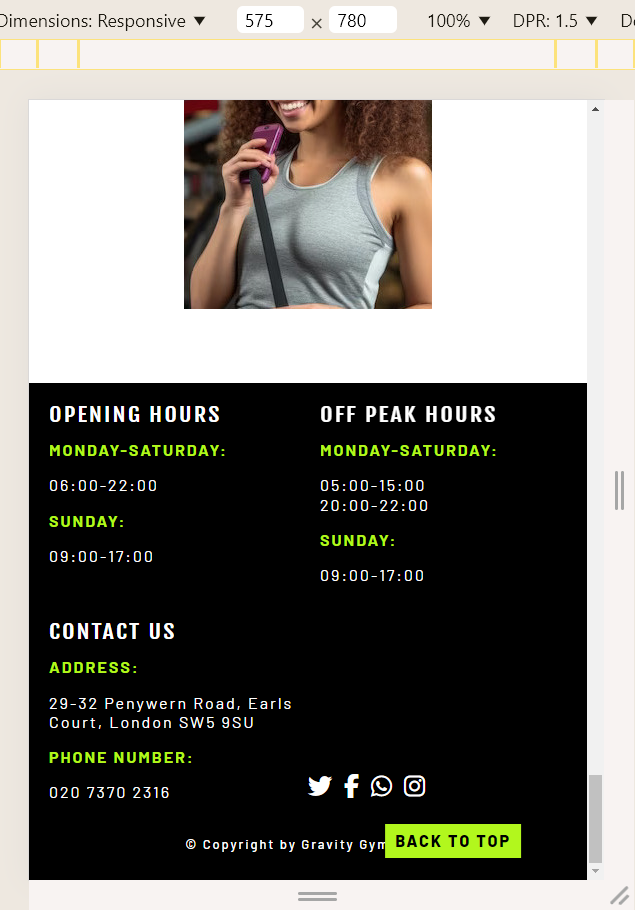 Dimensions: Responsive ▼ 575 × 780 100% ▼ DPR: 1.5 ▼
OPENING HOURS
MONDAY-SATURDAY:
06:00-22:00
SUNDAY:
09:00-17:00
OFF PEAK HOURS
MONDAY-SATURDAY:
05:00-15:00
20:00-22:00
SUNDAY:
09:00-17:00
CONTACT US
ADDRESS:
29-32 Penywern Road, Earls
Court, London SW5 9SU
PHONE NUMBER:
020 7370 2316
© Copyright by Gravity Gym
BACK TO TOP